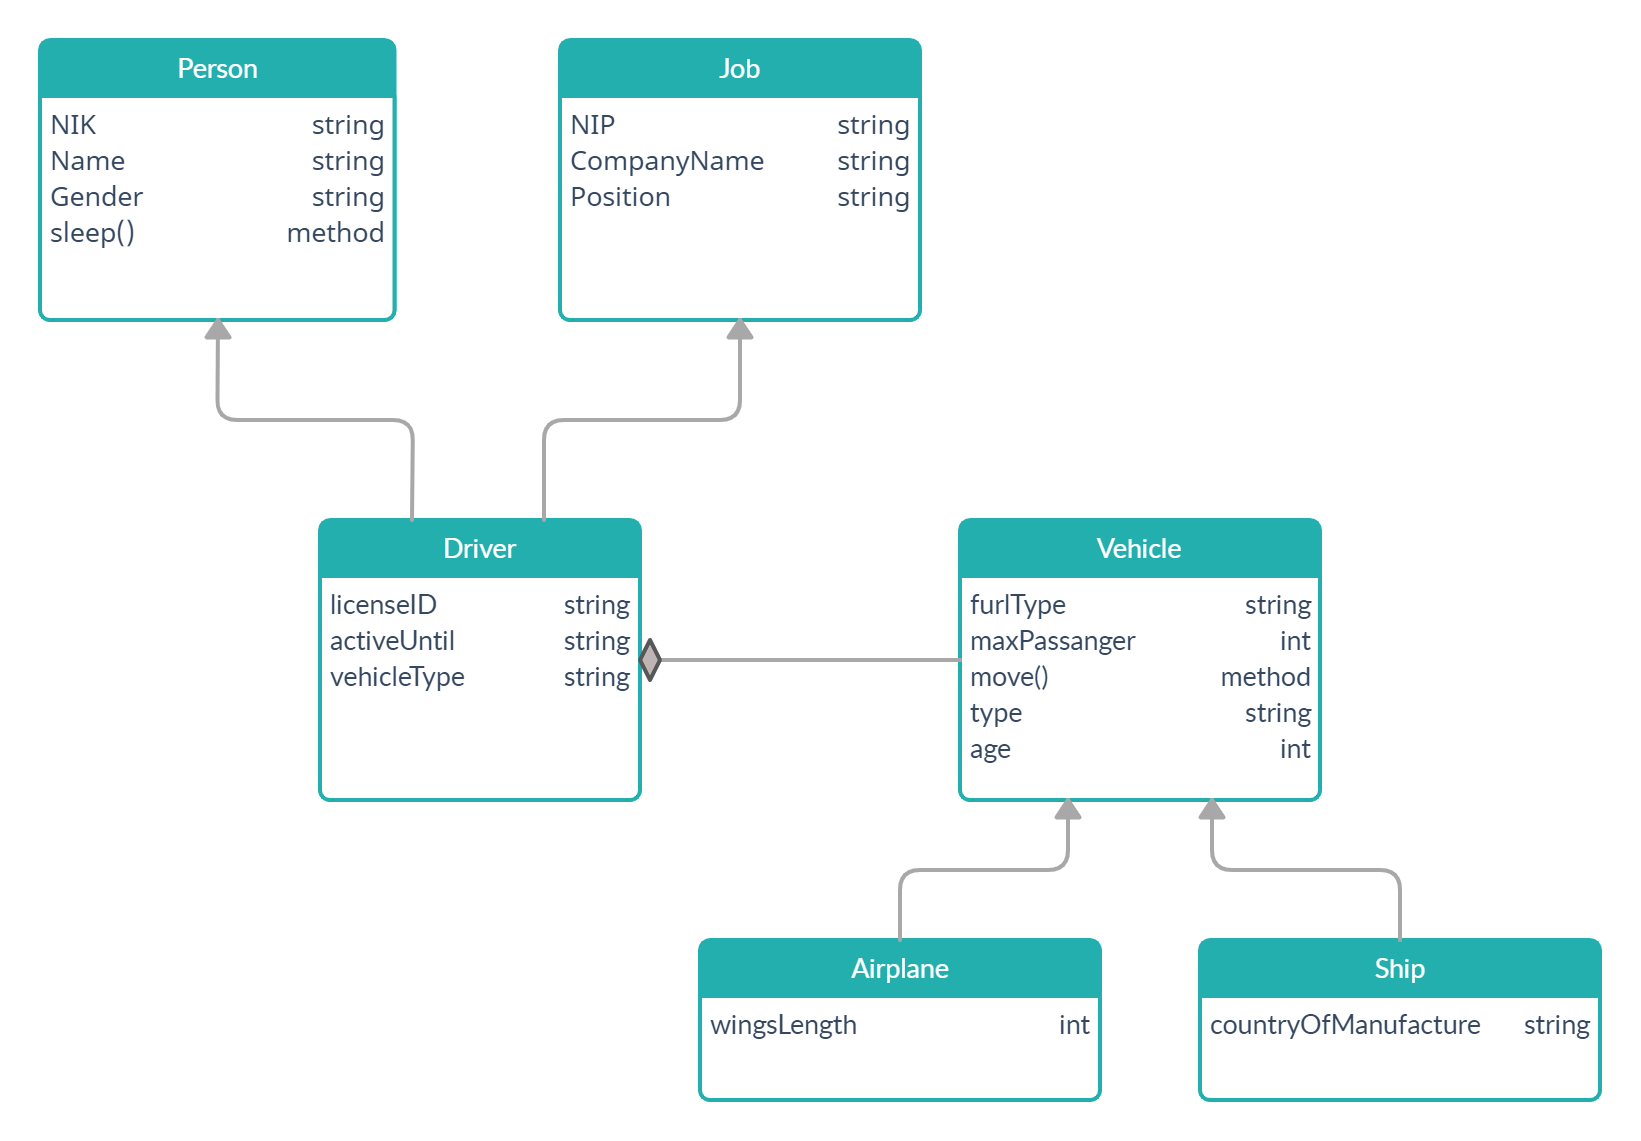 Person
NIK string
Name string
Gender string
sleep() method
Job
NIP string
CompanyName string
Position string
Driver
licenseID string
activeUntil string
vehicleType string
Vehicle
furlType string
maxPassanger int
move() method
type string
age int
Airplane
wingsLength int
Ship
countryOfManufacture string